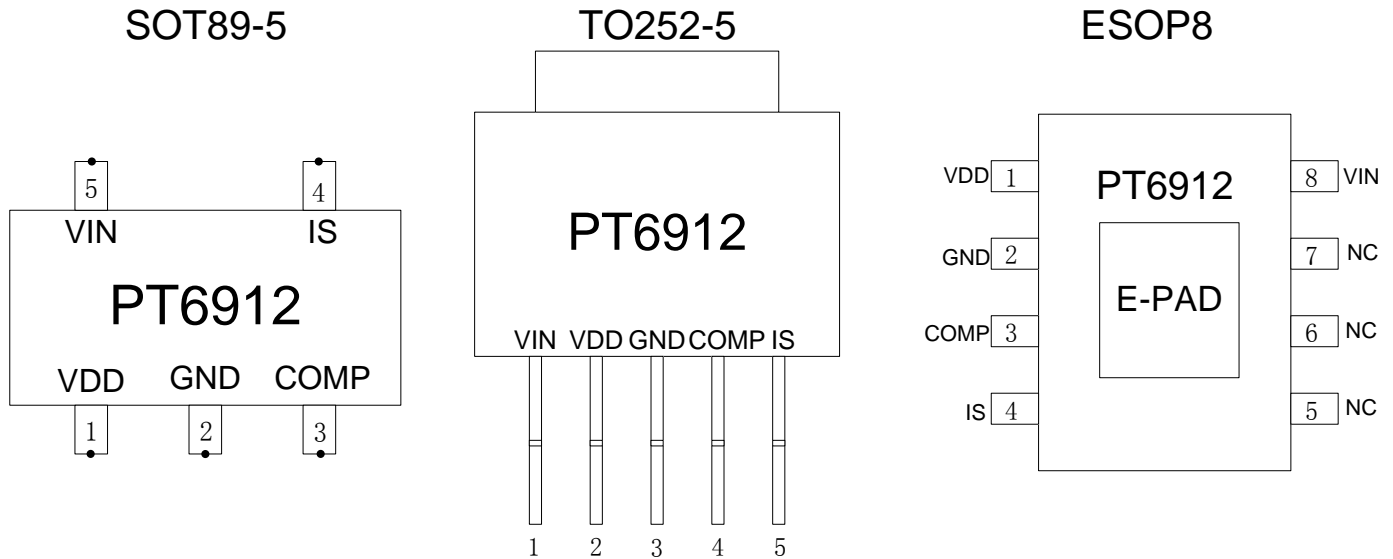 SOT89-5
5
4
VIN
IS
PT6912
VDD GND COMP
1
2
3
TO252-5
PT6912
VIN VDD GND COMP IS
1 2 3 4 5
ESOP8
PT6912
E-PAD
VDD 1
GND 2
COMP 3
IS 4
8 VIN
7 NC
6 NC
5 NC